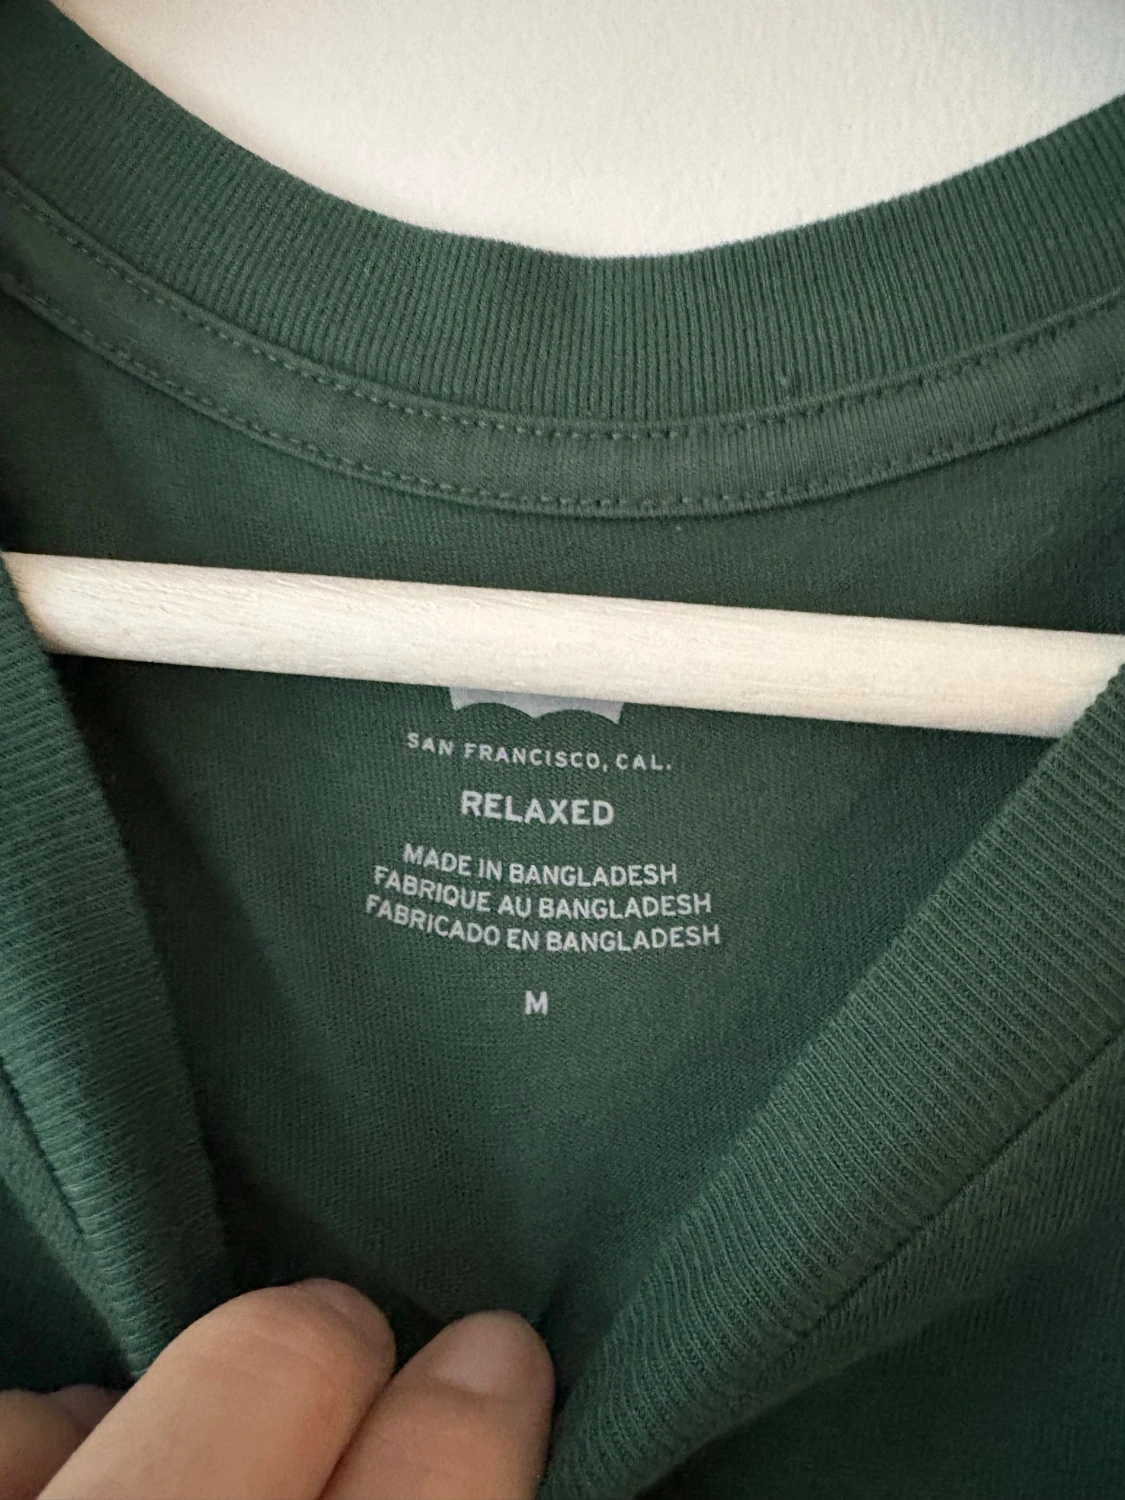 SAN FRANCISCO, CAL.
RELAXED
MADE IN BANGLADESH
FABRIQUE AU BANGLADESH
FABRICADO EN BANGLADESH
M